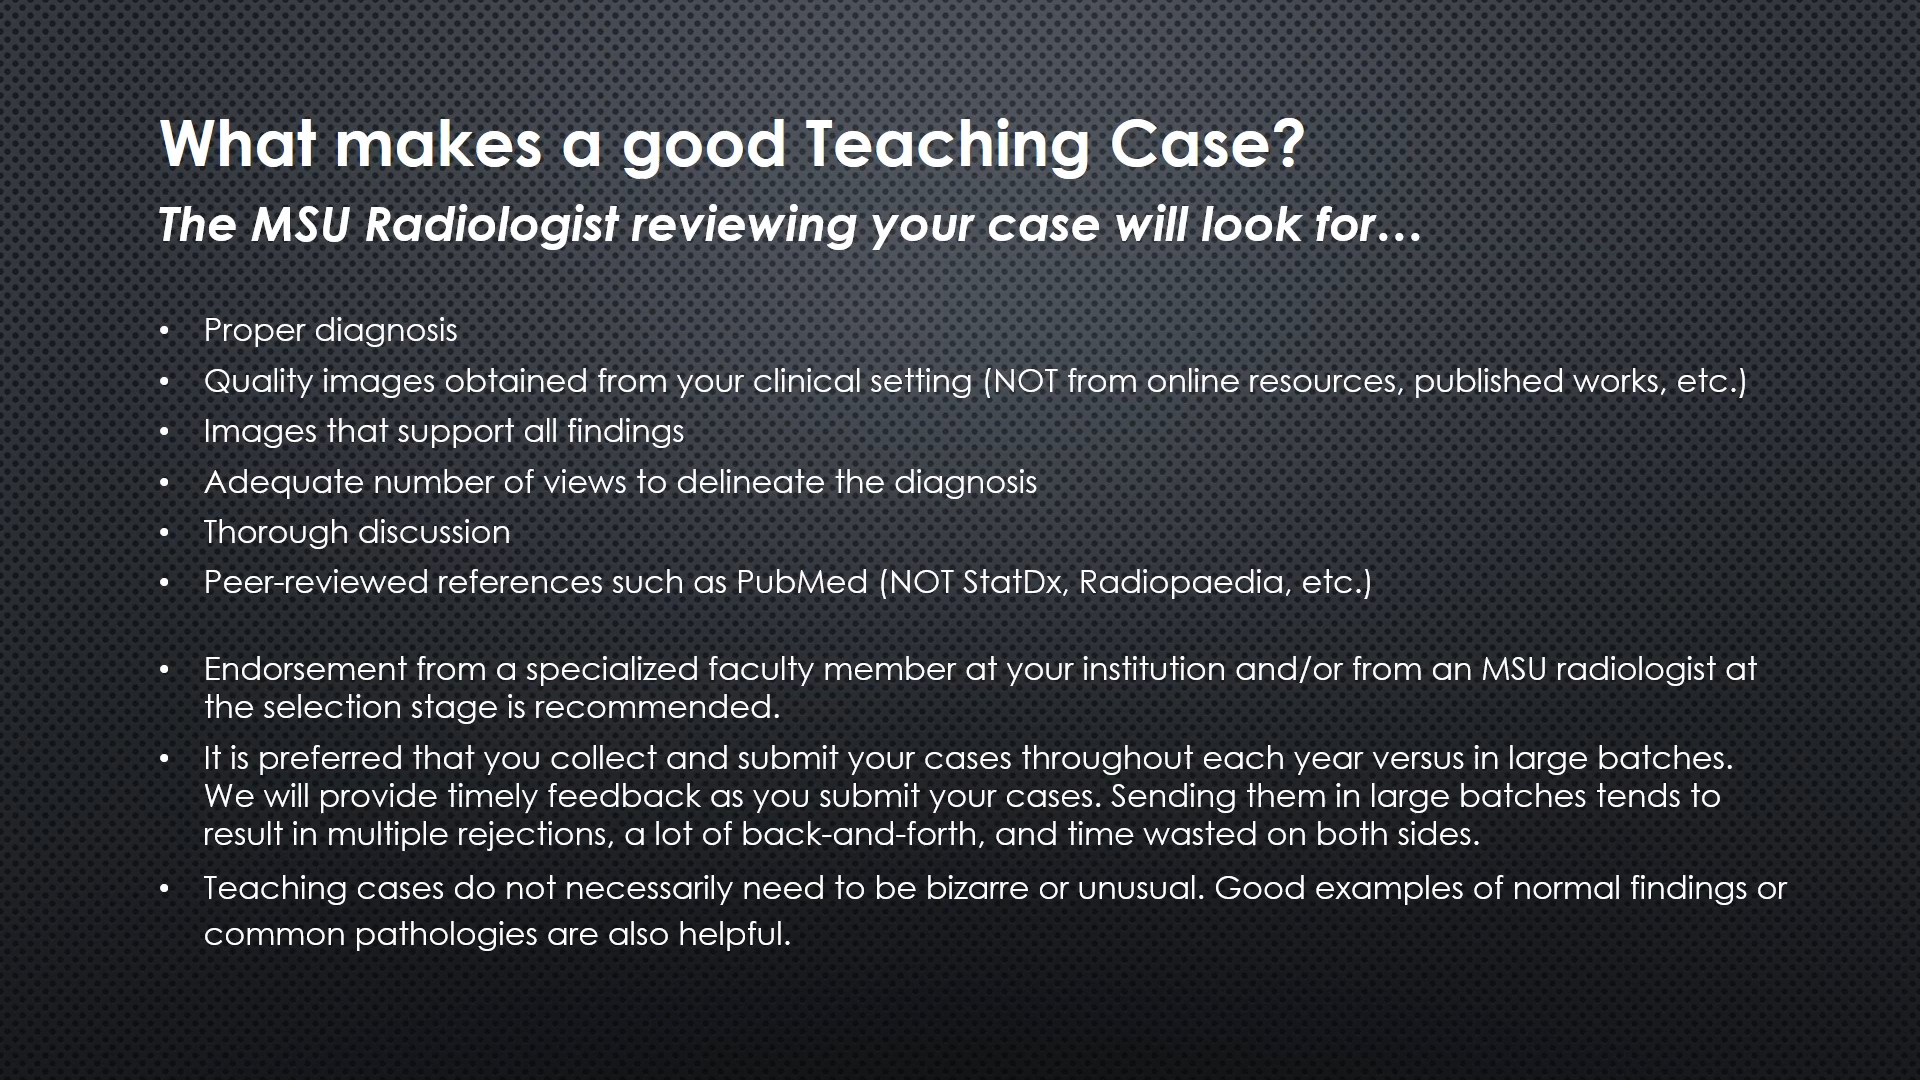 What makes a good Teaching Case?
The MSU Radiologist reviewing your case will look for…
• Proper diagnosis
• Quality images obtained from your clinical setting (NOT from online resources, published works, etc.)
• Images that support all findings
• Adequate number of views to delineate the diagnosis
• Thorough discussion
• Peer-reviewed references such as PubMed (NOT StatDx, Radiopaedia, etc.)
• Endorsement from a specialized faculty member at your institution and/or from an MSU radiologist at
the selection stage is recommended.
• It is preferred that you collect and submit your cases throughout each year versus in large batches.
We will provide timely feedback as you submit your cases. Sending them in large batches tends to
result in multiple rejections, a lot of back-and-forth, and time wasted on both sides.
• Teaching cases do not necessarily need to be bizarre or unusual. Good examples of normal findings or
common pathologies are also helpful.